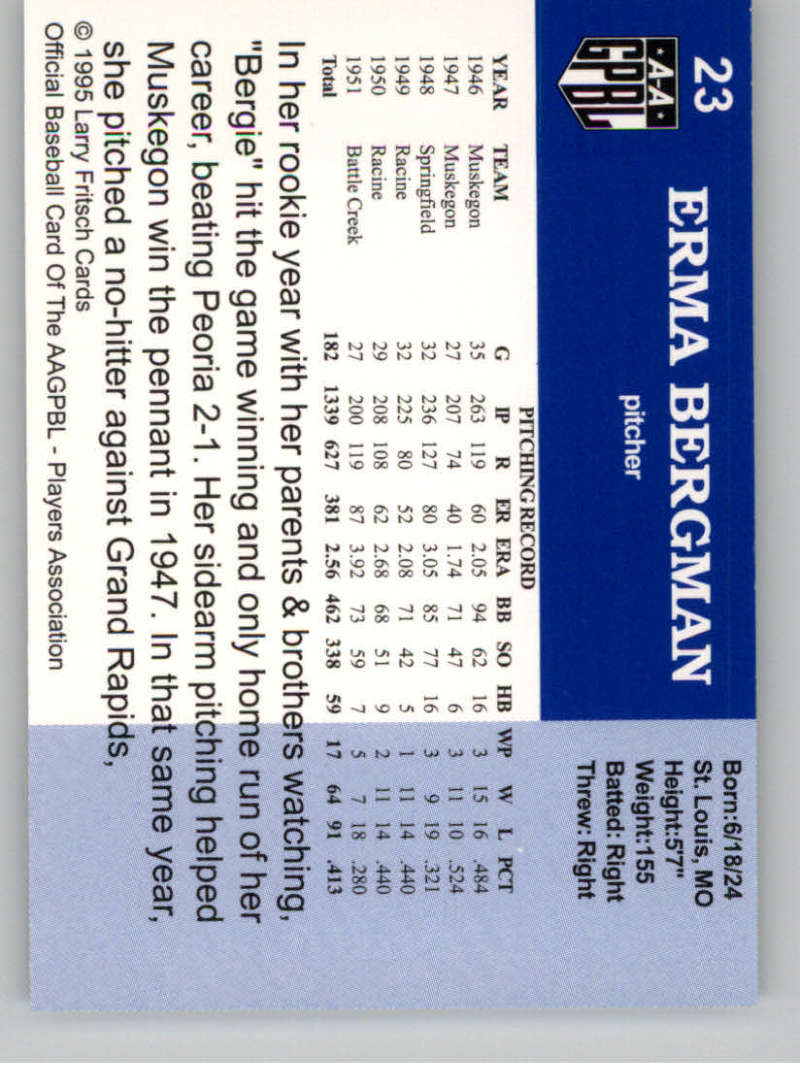 23
A-A
GPBL
ERMA BERGMAN
pitcher
Born:6/18/24
St. Louis, MO
Height:5'7"
Weight:155
Batted: Right
Threw: Right
PITCHING RECORD
YEAR TEAM G IP R ER ERA BB SO HB WP W L PCT
1946 Muskegon 35 263 119 60 2.05 94 62 16 3 15 16 .484
1947 Muskegon 27 207 74 40 1.74 71 47 6 3 11 10 .524
1948 Springfield 32 236 127 80 3.05 85 77 16 3 9 19 .321
1949 Racine 32 225 80 52 2.08 71 42 5 1 11 14 .440
1950 Racine 29 208 108 62 2.68 68 51 9 2 11 14 .440
1951 Battle Creek 27 200 119 87 3.92 73 59 7 5 7 18 .280
Total 182 1339 627 381 2.56 462 338 59 17 64 91 .413
In her rookie year with her parents & brothers watching,
"Bergie" hit the game winning and only home run of her
career, beating Peoria 2-1. Her sidearm pitching helped
Muskegon win the pennant in 1947. In that same year,
she pitched a no-hitter against Grand Rapids,
© 1995 Larry Fritsch Cards
Official Baseball Card Of The AAGPBL - Players Association